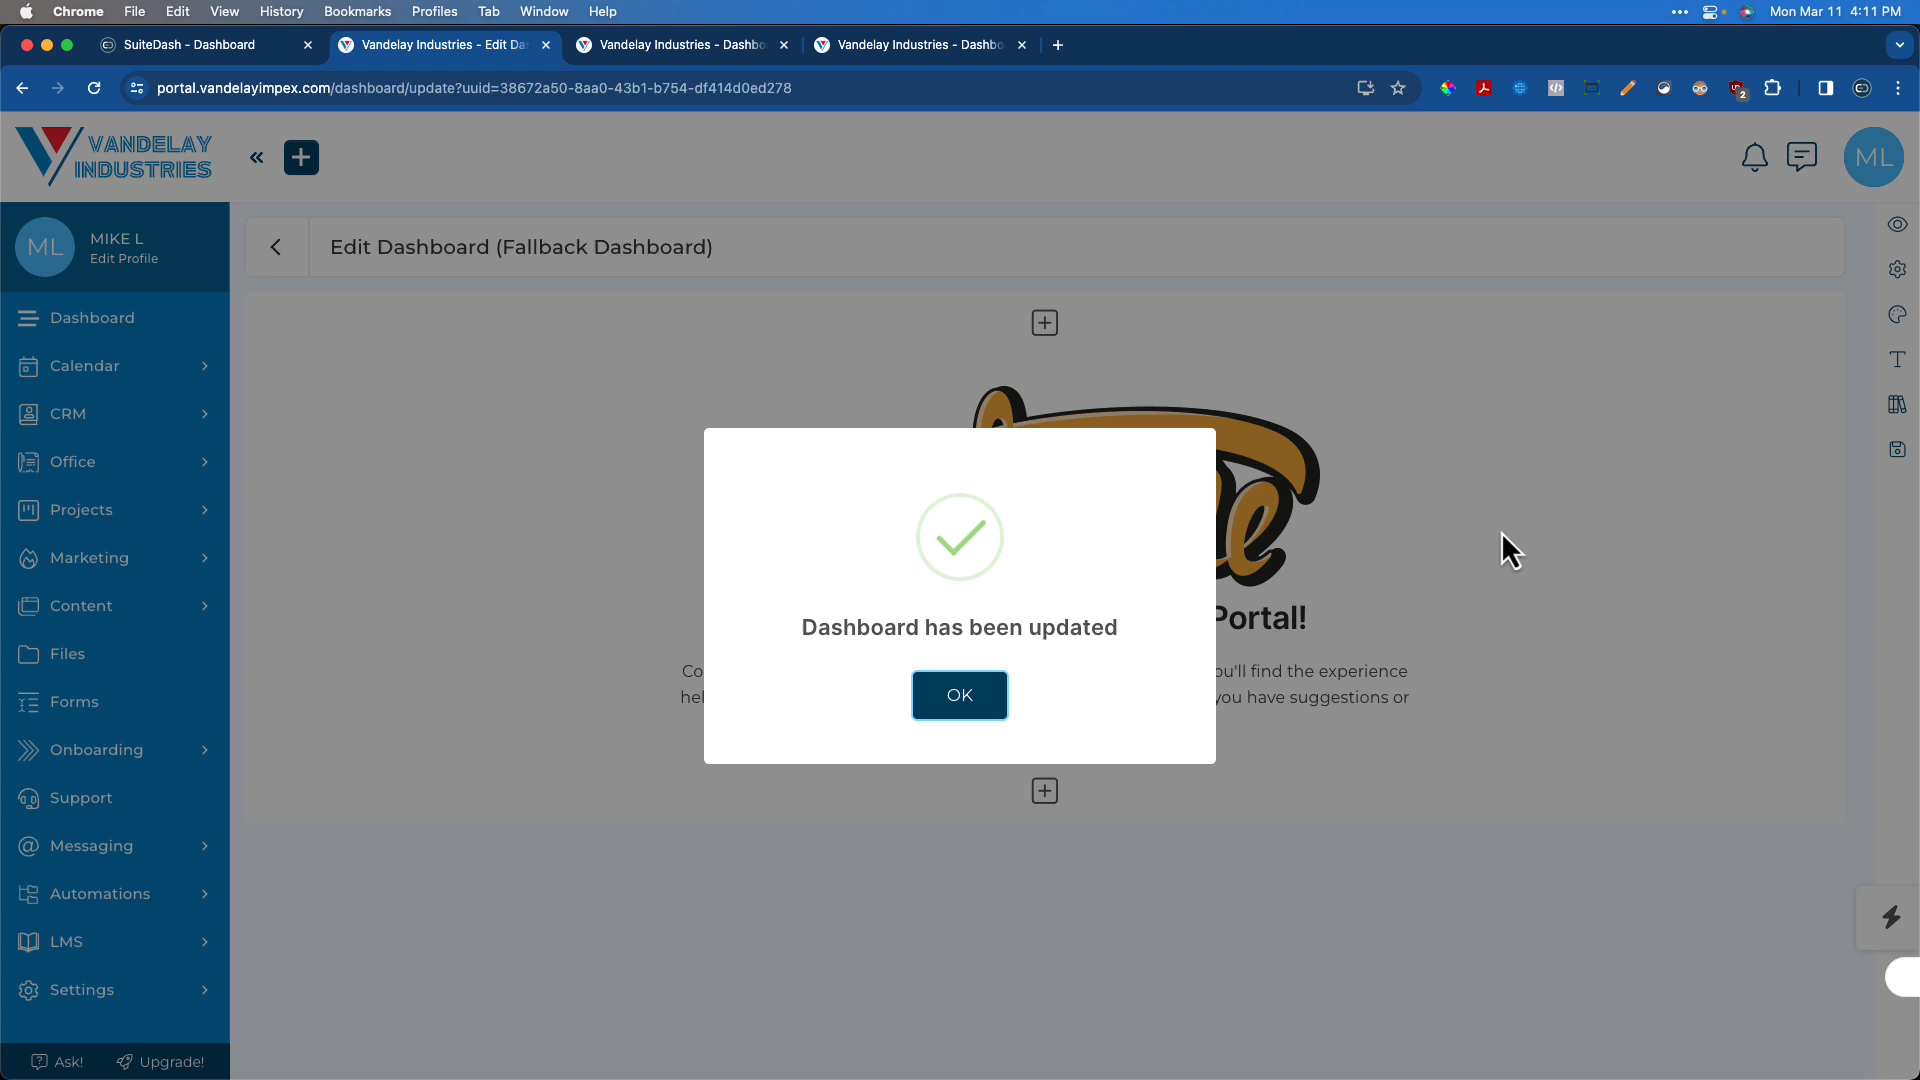 Chrome File Edit View History Bookmarks Profiles Tab Window Help Mon Mar 11 4:11 PM
SuiteDash - Dashboard
Vandelay Industries - Edit Da
Vandelay Industries - Dashbo
Vandelay Industries - Dashbo
portal.vandelayimpex.com/dashboard/update?uuid=38672a50-8aa0-43b1-b754-df414d0ed278
2
VANDELAY
INDUSTRIES
ML
ML
MIKE L
Edit Profile
Edit Dashboard (Fallback Dashboard)
Dashboard
Calendar
CRM
Office
Projects
Marketing
Content
Files
Forms
Onboarding
Support
Messaging
Automations
LMS
Settings
Ask! Upgrade!
Portal!
Co
ou'll find the experience
hel
you have suggestions or
Dashboard has been updated
OK